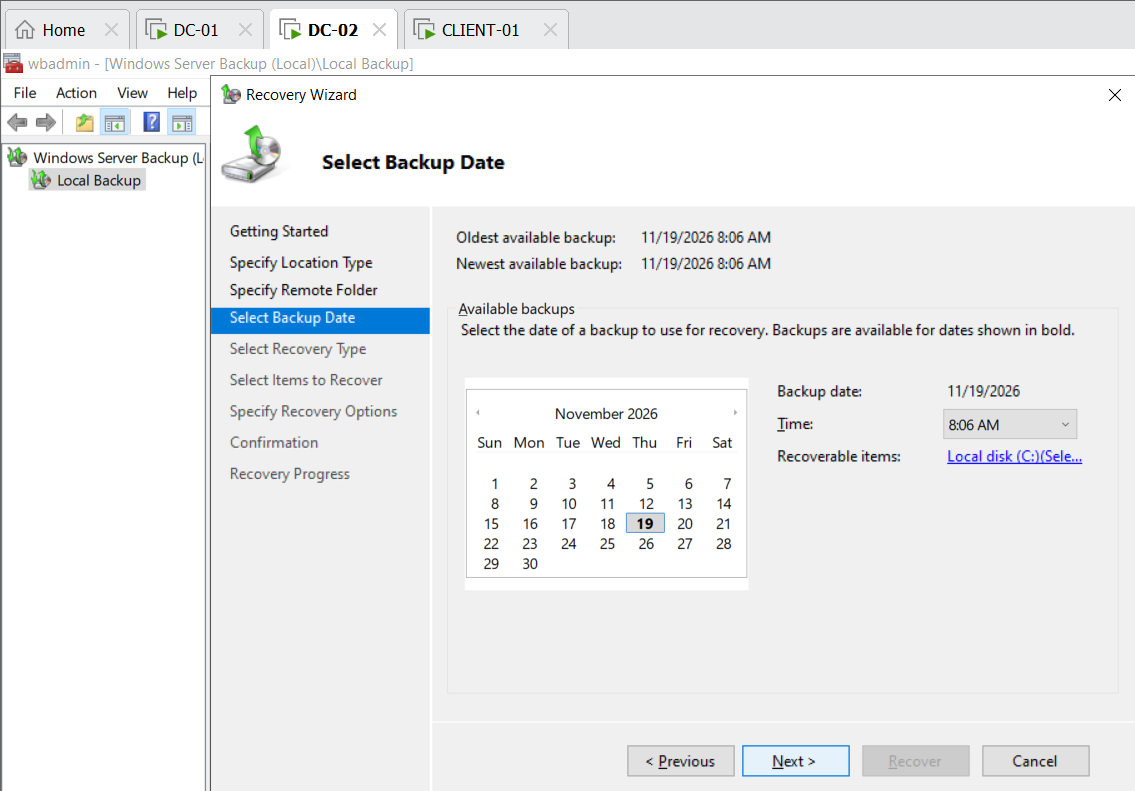 Home DC-01 DC-02 CLIENT-01
wbadmin - [Windows Server Backup (Local)\Local Backup]
File Action View Help
Recovery Wizard
Windows Server Backup (L
Local Backup
Select Backup Date
Getting Started
Specify Location Type
Specify Remote Folder
Select Backup Date
Select Recovery Type
Select Items to Recover
Specify Recovery Options
Confirmation
Recovery Progress
Oldest available backup: 11/19/2026 8:06 AM
Newest available backup: 11/19/2026 8:06 AM
Available backups
Select the date of a backup to use for recovery. Backups are available for dates shown in bold.
November 2026
Sun Mon Tue Wed Thu Fri Sat
1 2 3 4 5 6 7
8 9 10 11 12 13 14
15 16 17 18 19 20 21
22 23 24 25 26 27 28
29 30
Backup date: 11/19/2026
Time: 8:06 AM
Recoverable items: Local disk (C:)(Sele...
< Previous Next > Recover Cancel